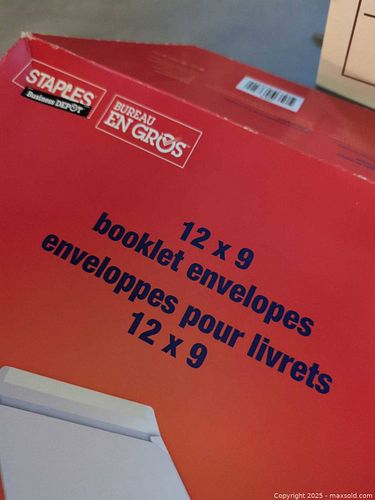 STAPLES
Business DEPOT
BUREAU
EN GROS
12 x 9
booklet envelopes
enveloppes pour livrets
12 x 9
Copyright 2025 - maxsold.com